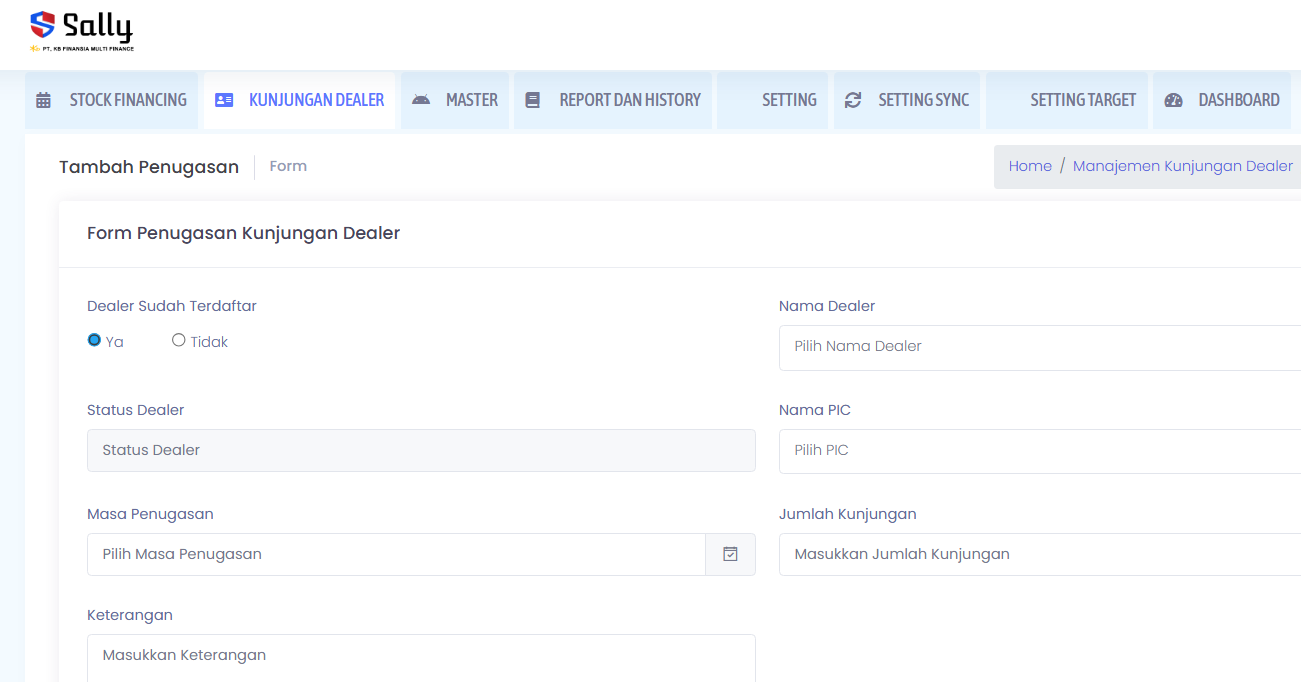 Sally
PT. KB FINANSIA MULTI FINANCE
STOCK FINANCING KUNJUNGAN DEALER MASTER REPORT DAN HISTORY SETTING SETTING SYNC SETTING TARGET DASHBOARD
Tambah Penugasan Form Home / Manajemen Kunjungan Dealer
Form Penugasan Kunjungan Dealer
Dealer Sudah Terdaftar Nama Dealer
Ya Tidak Pilih Nama Dealer
Status Dealer Nama PIC
Status Dealer Pilih PIC
Masa Penugasan Jumlah Kunjungan
Pilih Masa Penugasan Masukkan Jumlah Kunjungan
Keterangan
Masukkan Keterangan